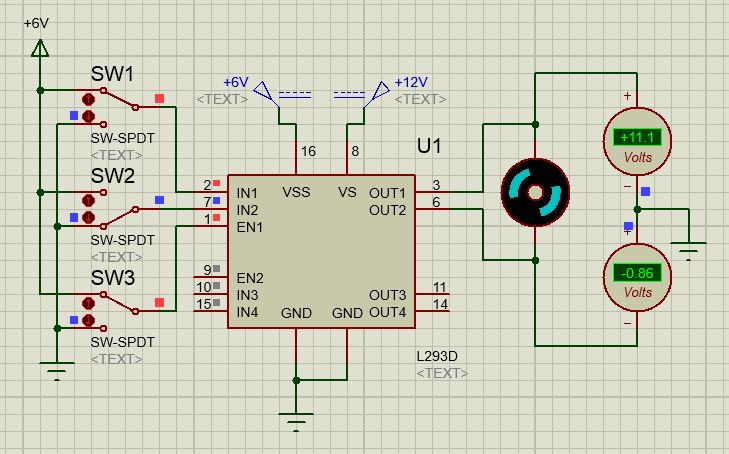 +6V
SW1
SW-SPDT
<TEXT>
SW2
SW-SPDT
<TEXT>
SW3
SW-SPDT
<TEXT>
+6V
<TEXT>
+12V
<TEXT>
16
8
U1
2
7
1
9
10
15
IN1
IN2
EN1
EN2
IN3
IN4
VSS
VS
GND
GND
OUT1
OUT2
OUT3
OUT4
3
6
11
14
L293D
<TEXT>
+
+11.1
Volts
−
+
-0.86
Volts
−